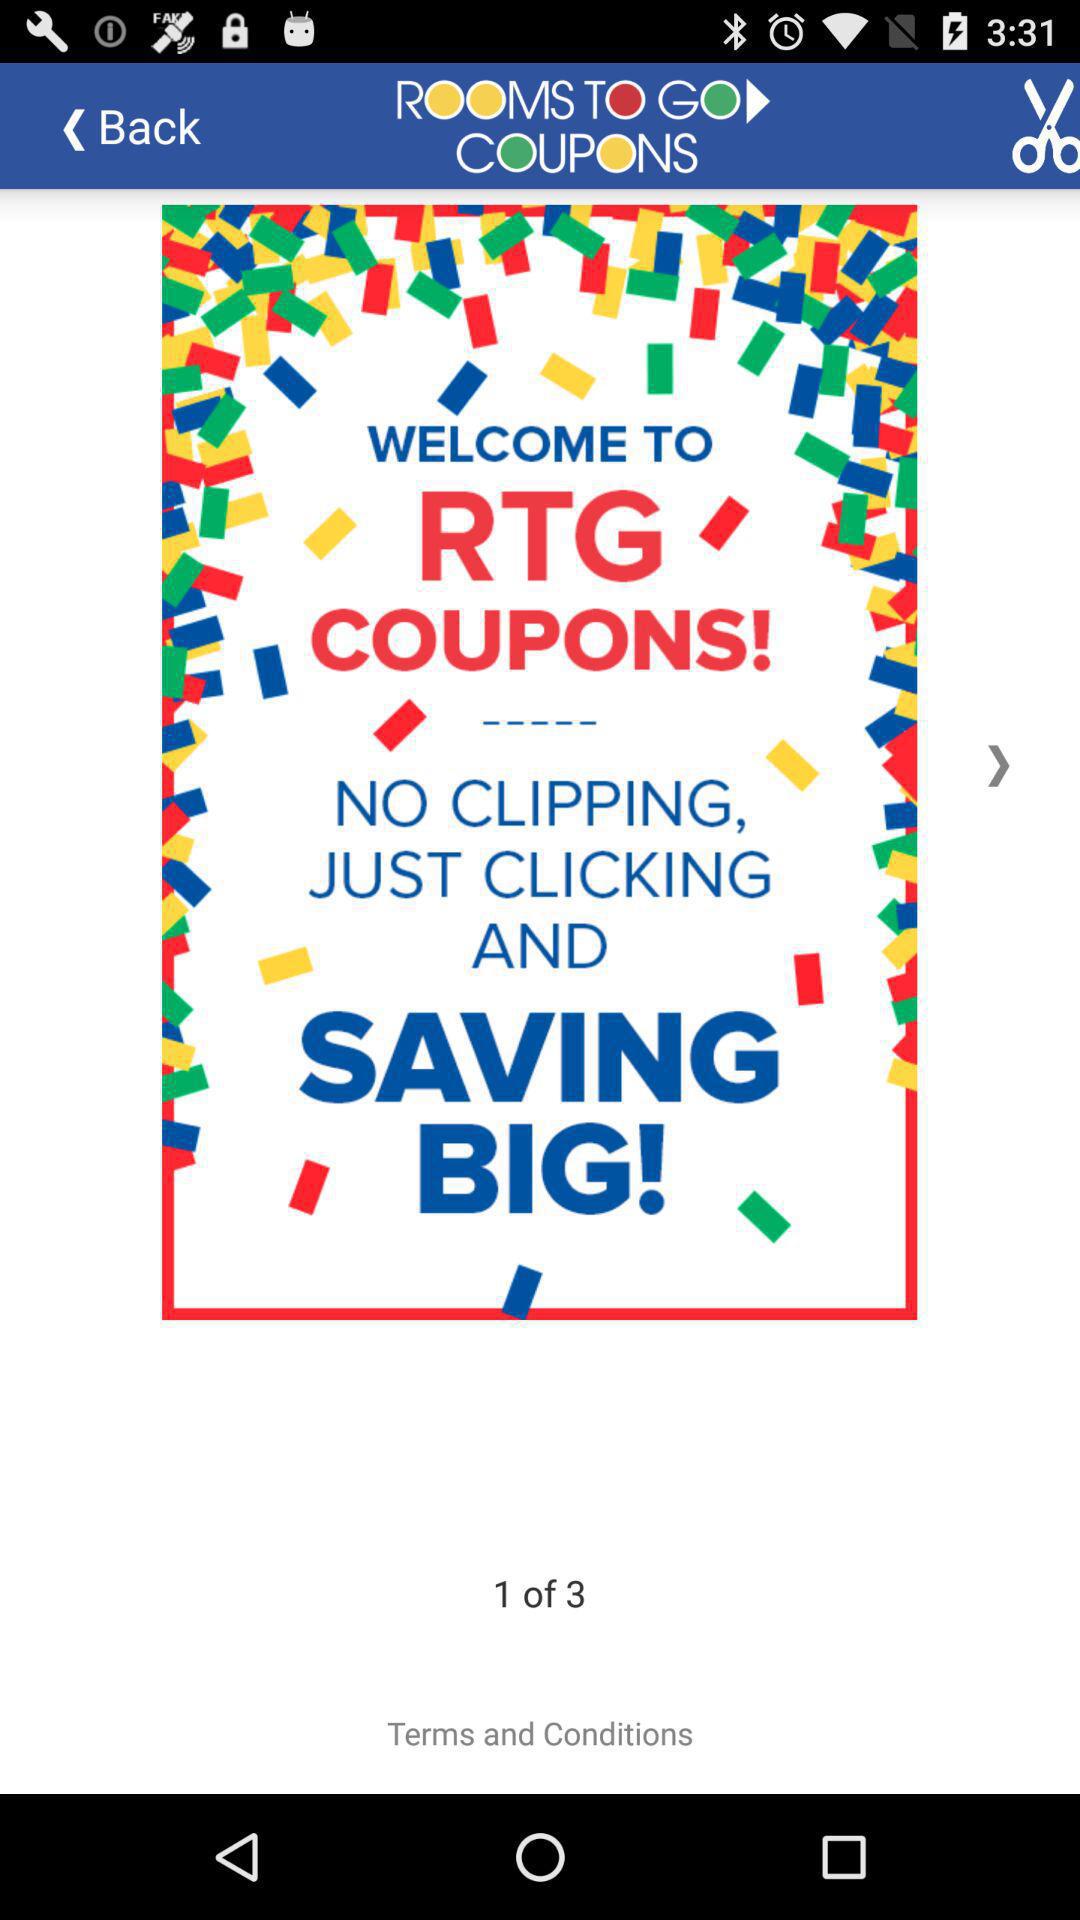 FAKE
3:31
Back
ROOMS TO GO
COUPONS
WELCOME TO
RTG
COUPONS!
NO CLIPPING,
JUST CLICKING
AND
SAVING
BIG!
1 of 3
Terms and Conditions